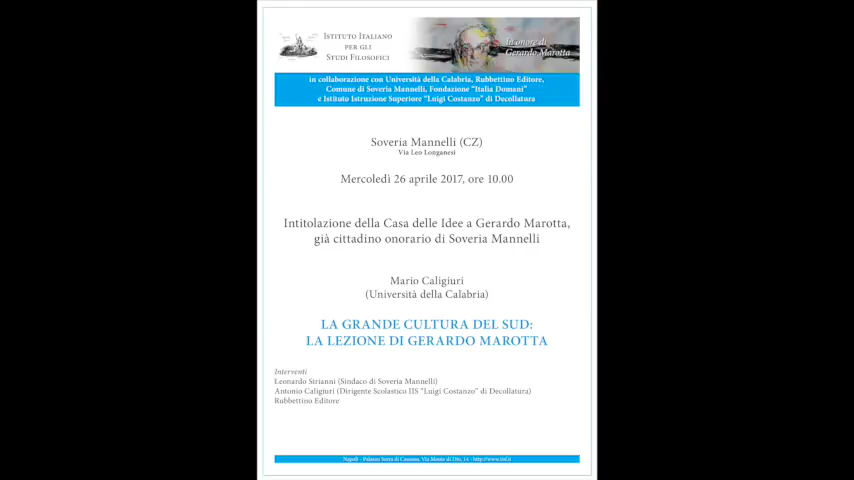 Istituto Italiano
per gli
Studi Filosofici
In onore di
Gerardo Marotta
in collaborazione con Università della Calabria, Rubbettino Editore,
Comune di Soveria Mannelli, Fondazione “Italia Domani”
e Istituto Istruzione Superiore “Luigi Costanzo” di Decollatura
Soveria Mannelli (CZ)
Via Leo Longanesi
Mercoledì 26 aprile 2017, ore 10.00
Intitolazione della Casa delle Idee a Gerardo Marotta,
già cittadino onorario di Soveria Mannelli
Mario Caligiuri
(Università della Calabria)
LA GRANDE CULTURA DEL SUD:
LA LEZIONE DI GERARDO MAROTTA
Interventi
Leonardo Sirianni (Sindaco di Soveria Mannelli)
Antonio Caligiuri (Dirigente Scolastico IIS “Luigi Costanzo” di Decollatura)
Rubbettino Editore
Napoli - Palazzo Serra di Cassano, Via Monte di Dio, 14 - http://www.iisf.it